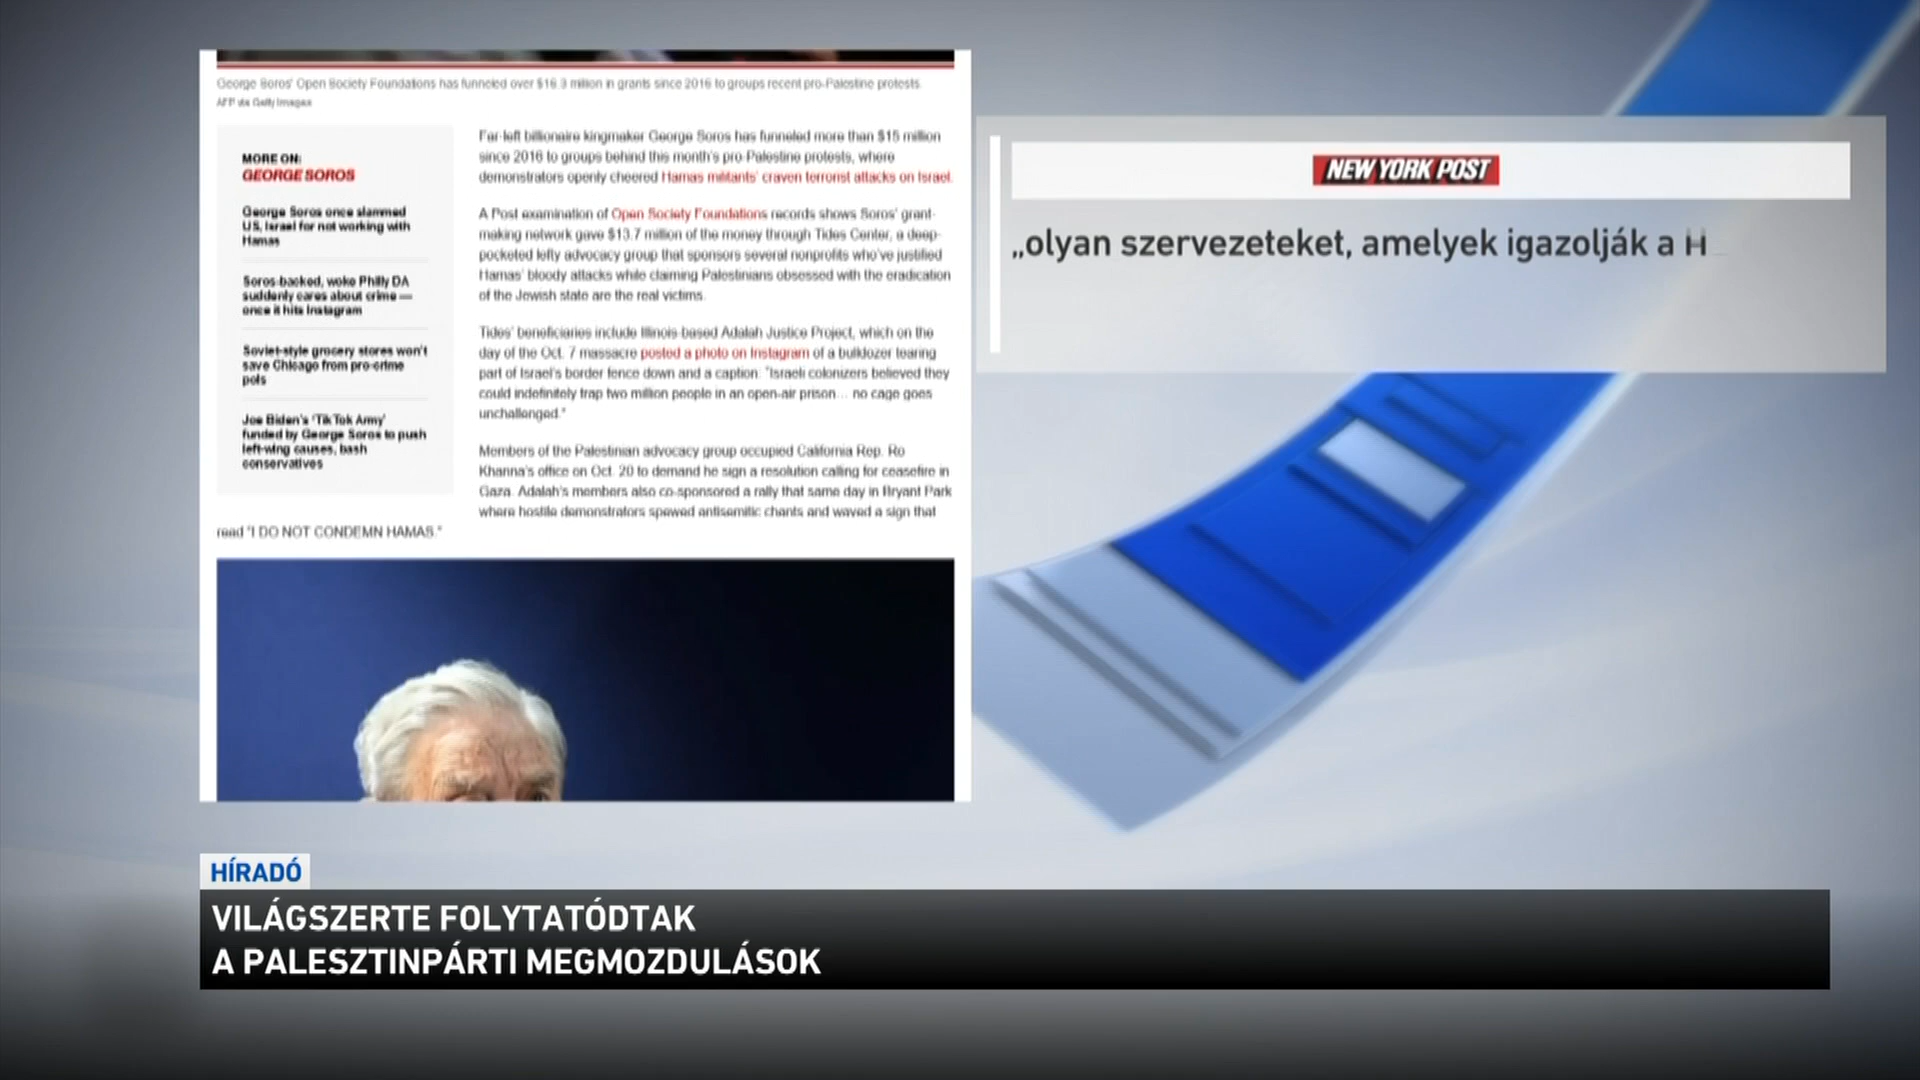 George Soros' Open Society Foundations has funneled over $16.3 million in grants since 2016 to groups recent pro-Palestine protests.
AFP via Getty Images
MORE ON:
GEORGE SOROS
George Soros once slammed
US, Israel for not working with
Hamas
Soros-backed, woke Philly DA
suddenly cares about crime —
once it hits Instagram
Soviet-style grocery stores won't
save Chicago from pro-crime
pols
Joe Biden's 'TikTok Army'
funded by George Soros to push
left-wing causes, bash
conservatives
Far-left billionaire kingmaker George Soros has funneled more than $15 million
since 2016 to groups behind this month's pro-Palestine protests, where
demonstrators openly cheered Hamas militants' craven terrorist attacks on Israel.
A Post examination of Open Society Foundations records shows Soros' grant-
making network gave $13.7 million of the money through Tides Center, a deep-
pocketed lefty advocacy group that sponsors several nonprofits who've justified
Hamas' bloody attacks while claiming Palestinians obsessed with the eradication
of the Jewish state are the real victims.
Tides' beneficiaries include Illinois-based Adalah Justice Project, which on the
day of the Oct. 7 massacre posted a photo on Instagram of a bulldozer tearing
part of Israel's border fence down and a caption: "Israeli colonizers believed they
could indefinitely trap two million people in an open-air prison… no cage goes
unchallenged."
Members of the Palestinian advocacy group occupied California Rep. Ro
Khanna's office on Oct. 20 to demand he sign a resolution calling for ceasefire in
Gaza. Adalah's members also co-sponsored a rally that same day in Bryant Park
where hostile demonstrators spewed antisemitic chants and waved a sign that
read "I DO NOT CONDEMN HAMAS."
NEW YORK POST
„olyan szervezeteket, amelyek igazolják a H
HÍRADÓ
VILÁGSZERTE FOLYTATÓDTAK
A PALESZTINPÁRTI MEGMOZDULÁSOK